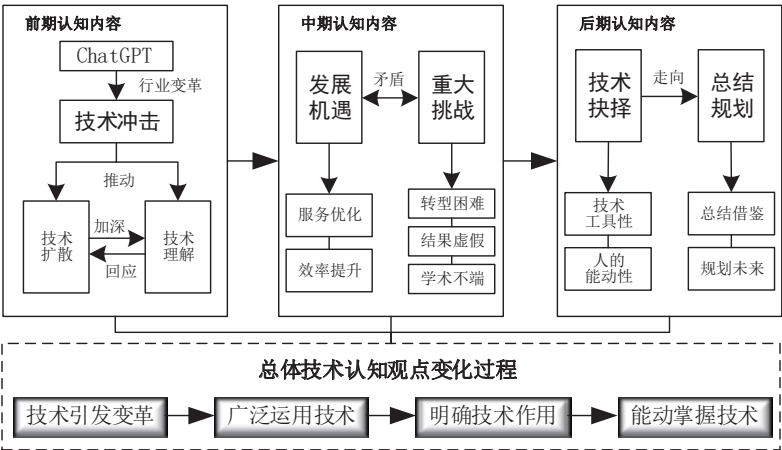 前期认知内容
ChatGPT
行业变革
技术冲击
推动
技术
扩散
加深
回应
技术
理解
中期认知内容
发展
机遇
矛盾
重大
挑战
服务优化
效率提升
转型困难
结果虚假
学术不端
后期认知内容
技术
抉择
走向
总结
规划
技术
工具性
人的
能动性
总结借鉴
规划未来
总体技术认知观点变化过程
技术引发变革
广泛运用技术
明确技术作用
能动掌握技术